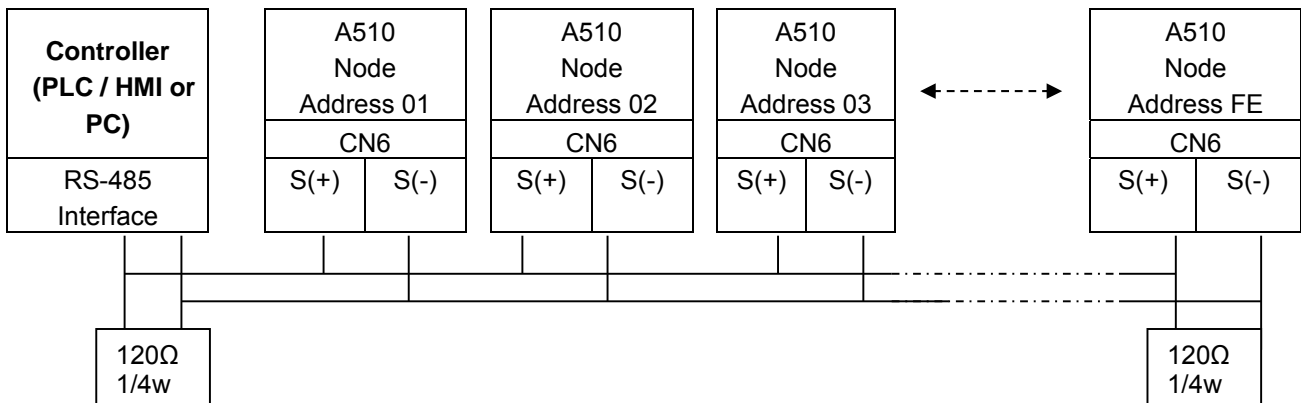 Controller
(PLC / HMI or
PC)
RS-485
Interface
A510
Node
Address 01
CN6
S(+) S(-)
A510
Node
Address 02
CN6
S(+) S(-)
A510
Node
Address 03
CN6
S(+) S(-)
A510
Node
Address FE
CN6
S(+) S(-)
120Ω
1/4w
120Ω
1/4w